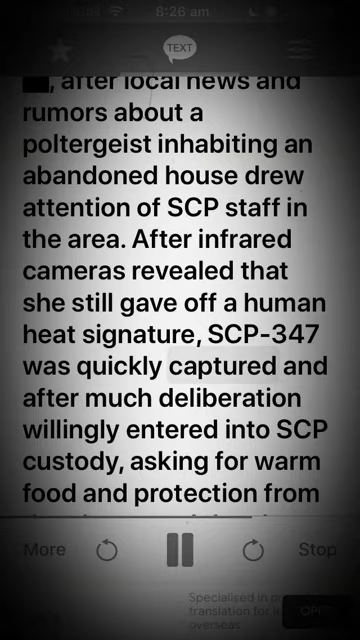 8:26 am
TEXT
██, after local news and
rumors about a
poltergeist inhabiting an
abandoned house drew
attention of SCP staff in
the area. After infrared
cameras revealed that
she still gave off a human
heat signature, SCP-347
was quickly captured and
after much deliberation
willingly entered into SCP
custody, asking for warm
food and protection from
More
Stop
Specialised in
translation for
overseas